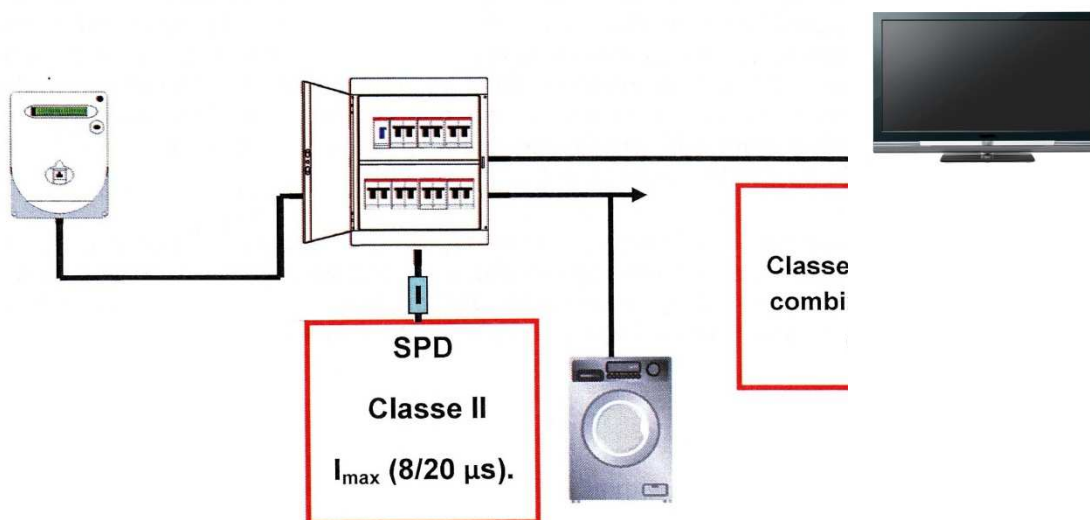 SPD
Classe II
Imax (8/20 μs).
Classe
combi